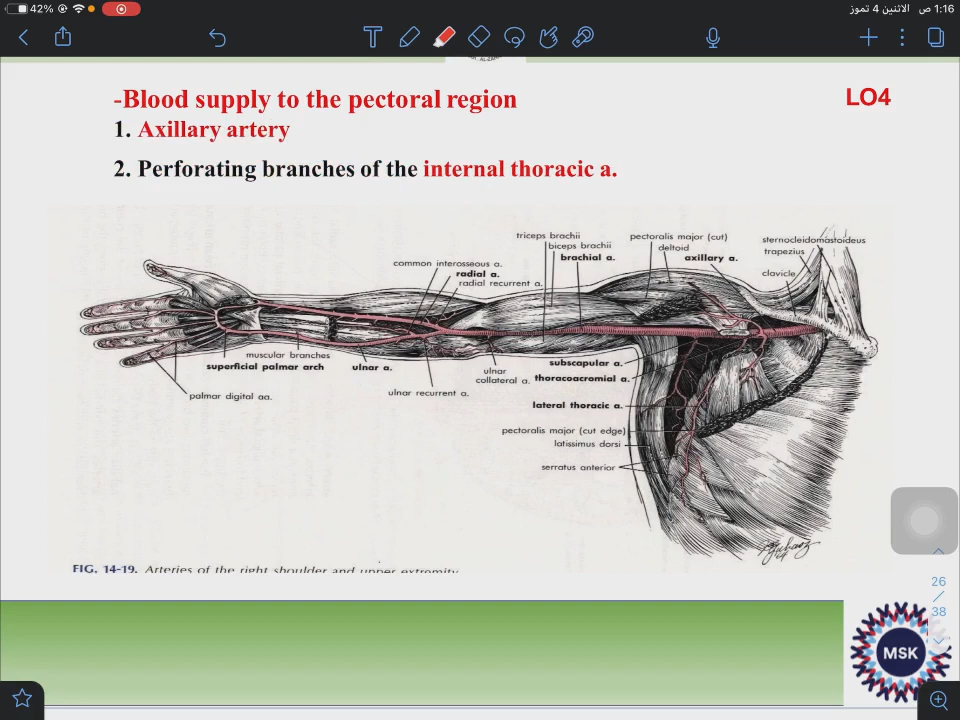 42%
1:16 ص الاثنين 4 تموز
-Blood supply to the pectoral region
LO4
1. Axillary artery
2. Perforating branches of the internal thoracic a.
triceps brachii
biceps brachii
brachial a.
pectoralis major (cut)
deltoid
axillary a.
sternocleidomastoideus
trapezius
clavicle
common interosseous a.
radial a.
radial recurrent a.
muscular branches
superficial palmar arch
ulnar a.
palmar digital aa.
ulnar recurrent a.
ulnar
collateral a.
subscapular a.
thoracoacromial a.
lateral thoracic a.
pectoralis major (cut edge)
latissimus dorsi
serratus anterior
FIG. 14-19. Arteries of the right shoulder and upper extremity
26
/
38
MSK